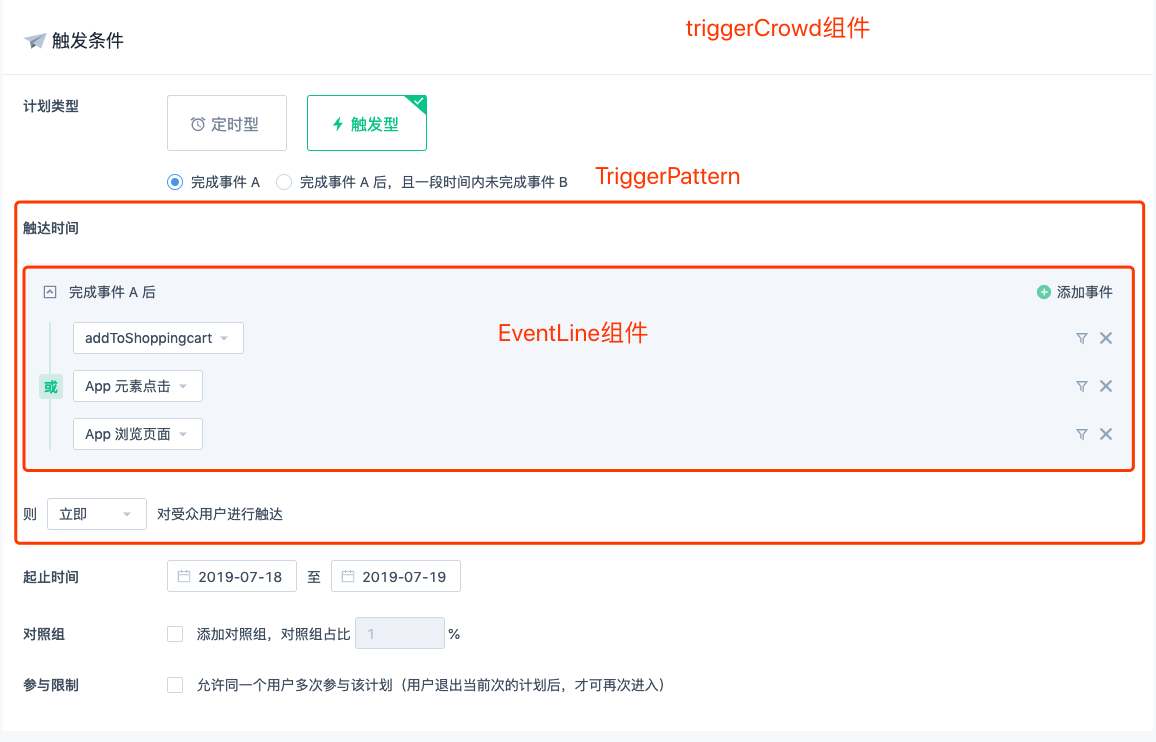 triggerCrowd组件
触发条件
计划类型
定时型
触发型
完成事件 A
完成事件 A 后，且一段时间内未完成事件 B
TriggerPattern
触达时间
完成事件 A 后
添加事件
EventLine组件
addToShoppingcart
或
App 元素点击
App 浏览页面
则 立即 对受众用户进行触达
起止时间
2019-07-18 至 2019-07-19
对照组
添加对照组，对照组占比 1 %
参与限制
允许同一个用户多次参与该计划（用户退出当前次的计划后，才可再次进入）